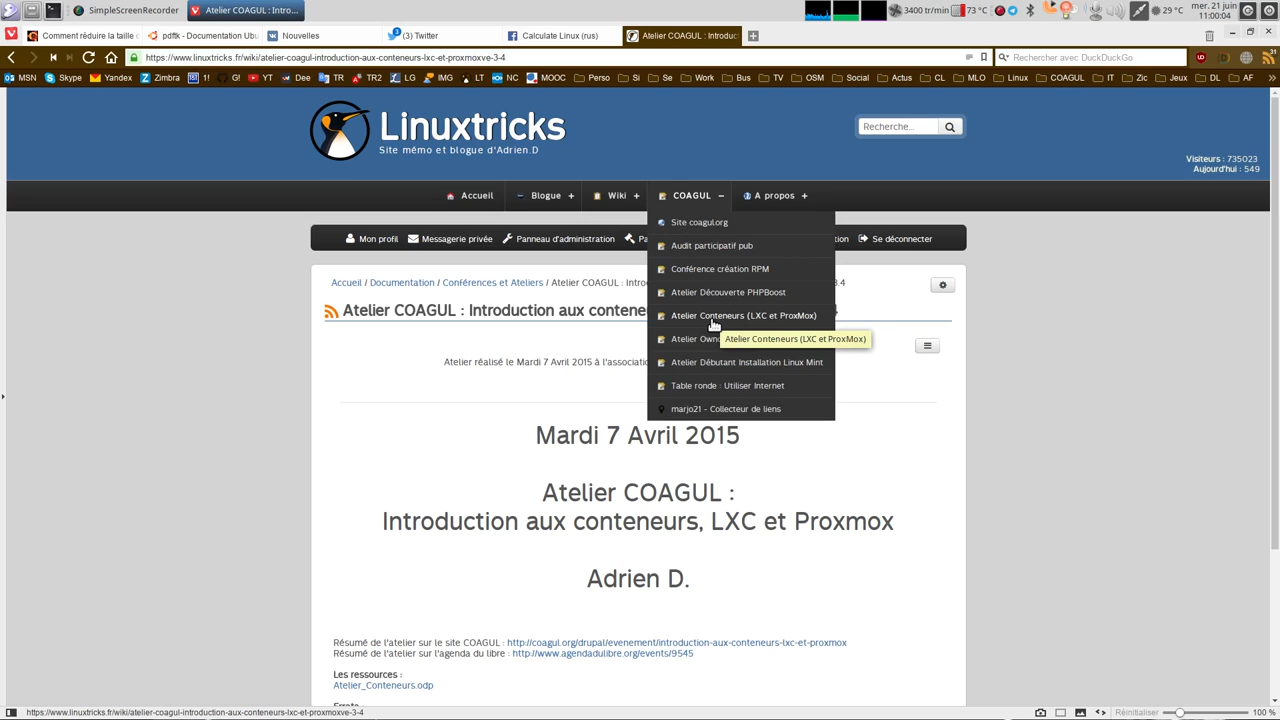 SimpleScreenRecorder
Atelier COAGUL : Intro...
3400 tr/min
73 °C
29 °C
mer. 21 juin
11:00:04
Comment réduire la taille d
pdftk - Documentation Ubu
Nouvelles
(3) Twitter
Calculate Linux (rus)
Atelier COAGUL : Introduct
https://www.linuxtricks.fr/wiki/atelier-coagul-introduction-aux-conteneurs-lxc-et-proxmoxve-3-4
Rechercher avec DuckDuckGo
MSN Skype Yandex Zimbra 1! G! YT Dee TR TR2 LG IMG LT NC MOOC Perso Si Se Work Bus TV OSM Social Actus CL MLO Linux COAGUL IT Zic Jeux DL AF
Linuxtricks
Site mémo et blogue d'Adrien.D
Recherche...
Visiteurs : 735023
Aujourd'hui : 549
Accueil Blogue + Wiki + COAGUL − A propos +
Mon profil Messagerie privée Panneau d'administration Pa tion Se déconnecter
Site coagul.org
Audit participatif pub
Conférence création RPM
Atelier Découverte PHPBoost
Atelier Conteneurs (LXC et ProxMox)
Atelier Own
Atelier Conteneurs (LXC et ProxMox)
Atelier Débutant Installation Linux Mint
Table ronde : Utiliser Internet
marjo21 - Collecteur de liens
Accueil / Documentation / Conférences et Ateliers / Atelier COAGUL : Intro 3.4
Atelier COAGUL : Introduction aux contene 4
Atelier réalisé le Mardi 7 Avril 2015 à l'associati
Mardi 7 Avril 2015
Atelier COAGUL :
Introduction aux conteneurs, LXC et Proxmox
Adrien D.
Résumé de l'atelier sur le site COAGUL : http://coagul.org/drupal/evenement/introduction-aux-conteneurs-lxc-et-proxmox
Résumé de l'atelier sur l'agenda du libre : http://www.agendadulibre.org/events/9545
Les ressources :
Atelier_Conteneurs.odp
https://www.linuxtricks.fr/wiki/atelier-coagul-introduction-aux-conteneurs-lxc-et-proxmoxve-3-4
Réinitialiser
100 %